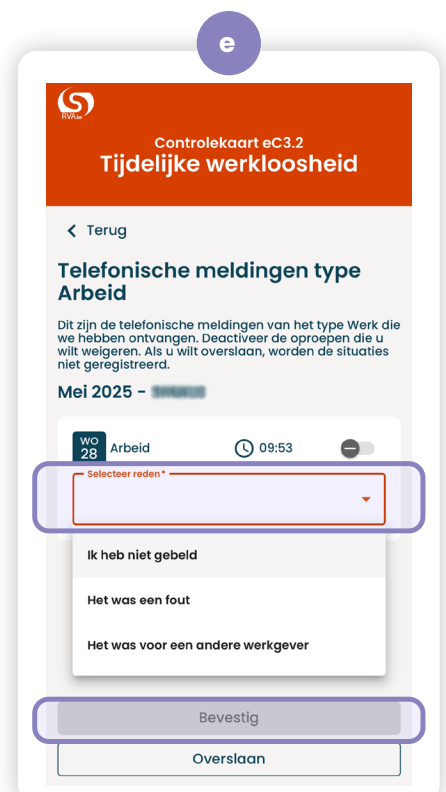 e
RVA.be
Controlekaart eC3.2
Tijdelijke werkloosheid
Terug
Telefonische meldingen type
Arbeid
Dit zijn de telefonische meldingen van het type Werk die
we hebben ontvangen. Deactiveer de oproepen die u
wilt weigeren. Als u wilt overslaan, worden de situaties
niet geregistreerd.
Mei 2025 -
WO
28 Arbeid 09:53
Selecteer reden*
Ik heb niet gebeld
Het was een fout
Het was voor een andere werkgever
Bevestig
Overslaan